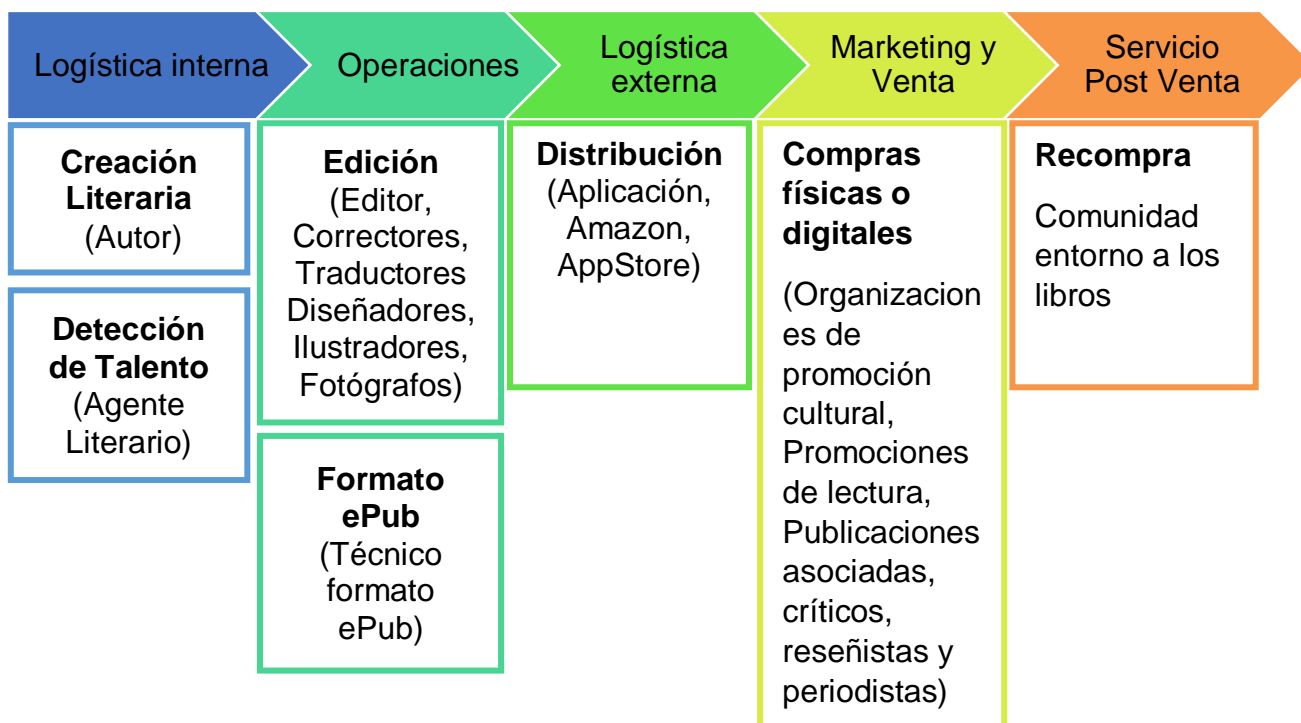 Logística interna
Operaciones
Logística
externa
Marketing y
Venta
Servicio
Post Venta
Creación
Literaria
(Autor)
Detección
de Talento
(Agente
Literario)
Edición
(Editor,
Correctores,
Traductores
Diseñadores,
Ilustradores,
Fotógrafos)
Formato
ePub
(Técnico
formato
ePub)
Distribución
(Aplicación,
Amazon,
AppStore)
Compras
físicas o
digitales
(Organizacion
es de
promoción
cultural,
Promociones
de lectura,
Publicaciones
asociadas,
críticos,
reseñistas y
periodistas)
Recompra
Comunidad
entorno a los
libros